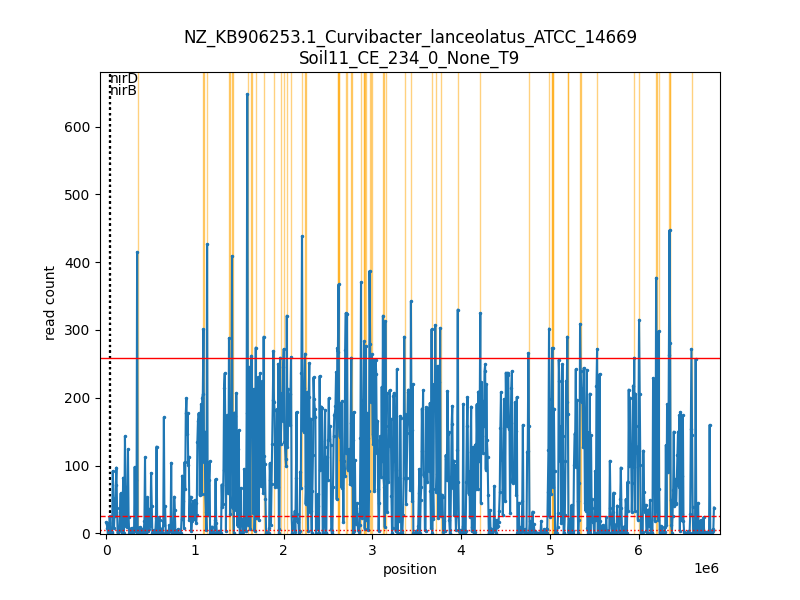 NZ_KB906253.1_Curvibacter_lanceolatus_ATCC_14669
Soil11_CE_234_0_None_T9
nirD
nirB
600
500
400
300
200
100
0
read count
0 1 2 3 4 5 6
1e6
position